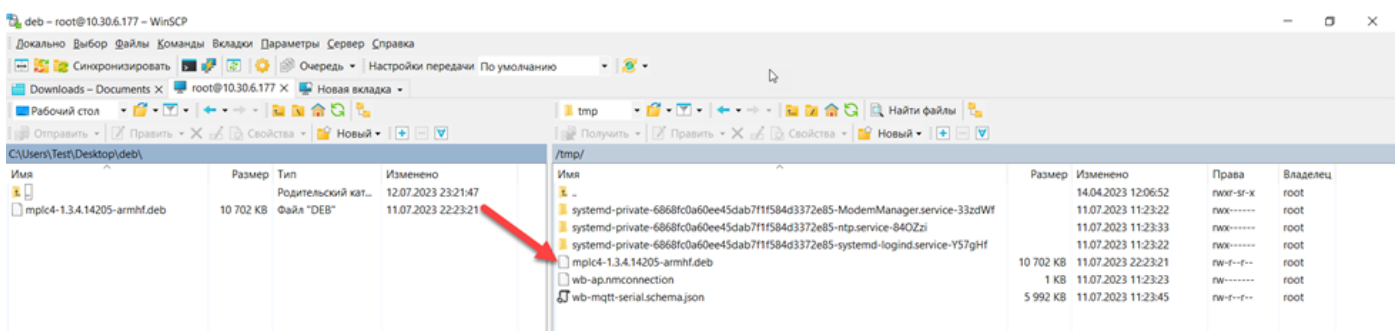 deb – root@10.30.6.177 – WinSCP
Локально Выбор Файлы Команды Вкладки Параметры Сервер Справка
Синхронизировать Очередь Настройки передачи По умолчанию
Downloads – Documents × root@10.30.6.177 × Новая вкладка
Рабочий стол tmp Найти файлы
Отправить Править Свойства Новый Получить Править Свойства Новый
C:\Users\Test\Desktop\deb\ /tmp/
Имя Размер Тип Изменено Имя Размер Изменено Права Владелец
.. Родительский кат... 12.07.2023 23:21:47 .. 14.04.2023 12:06:52 rwxr-sr-x root
mplc4-1.3.4.14205-armhf.deb 10 702 KB Файл "DEB" 11.07.2023 22:23:21 systemd-private-6868fc0a60ee45dab7f1f584d3372e85-ModemManager.service-33zdWf 11.07.2023 11:23:22 rwx------ root
systemd-private-6868fc0a60ee45dab7f1f584d3372e85-ntp.service-84OZzi 11.07.2023 11:23:33 rwx------ root
systemd-private-6868fc0a60ee45dab7f1f584d3372e85-systemd-logind.service-Y57gHf 11.07.2023 11:23:22 rwx------ root
mplc4-1.3.4.14205-armhf.deb 10 702 KB 11.07.2023 22:23:21 rw-r--r-- root
wb-ap.nmconnection 1 KB 11.07.2023 11:23:23 rw------- root
wb-mqtt-serial.schema.json 5 992 KB 11.07.2023 11:23:45 rw-r--r-- root